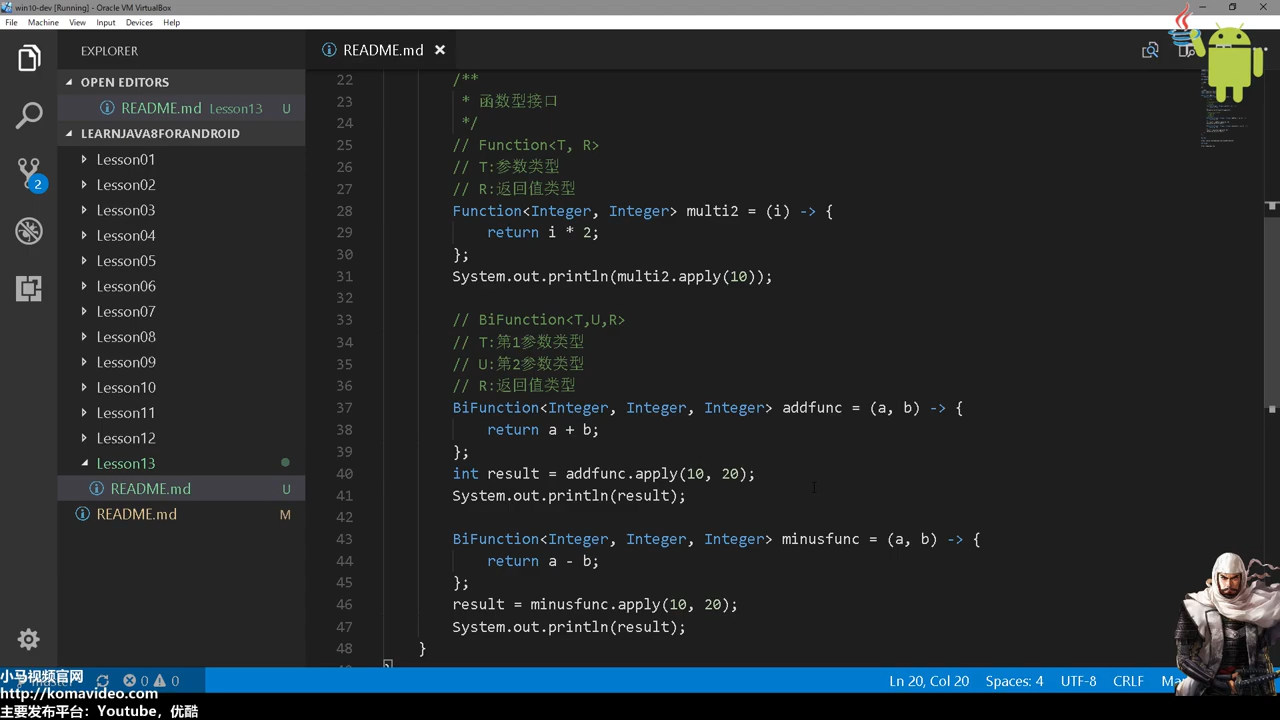 win10-dev [Running] - Oracle VM VirtualBox
File Machine View Input Devices Help
EXPLORER
README.md
OPEN EDITORS
README.md Lesson13 U
LEARNJAVA8FORANDROID
Lesson01
Lesson02
Lesson03
Lesson04
Lesson05
Lesson06
Lesson07
Lesson08
Lesson09
Lesson10
Lesson11
Lesson12
Lesson13
README.md U
README.md M
2
22 /**
23 * 函数型接口
24 */
25 // Function<T, R>
26 // T:参数类型
27 // R:返回值类型
28 Function<Integer, Integer> multi2 = (i) -> {
29 return i * 2;
30 };
31 System.out.println(multi2.apply(10));
32
33 // BiFunction<T,U,R>
34 // T:第1参数类型
35 // U:第2参数类型
36 // R:返回值类型
37 BiFunction<Integer, Integer, Integer> addfunc = (a, b) -> {
38 return a + b;
39 };
40 int result = addfunc.apply(10, 20);
41 System.out.println(result);
42
43 BiFunction<Integer, Integer, Integer> minusfunc = (a, b) -> {
44 return a - b;
45 };
46 result = minusfunc.apply(10, 20);
47 System.out.println(result);
48 }
}
小马视频官网
http://komavideo.com
主要发布平台：Youtube，优酷
0 0
Ln 20, Col 20 Spaces: 4 UTF-8 CRLF